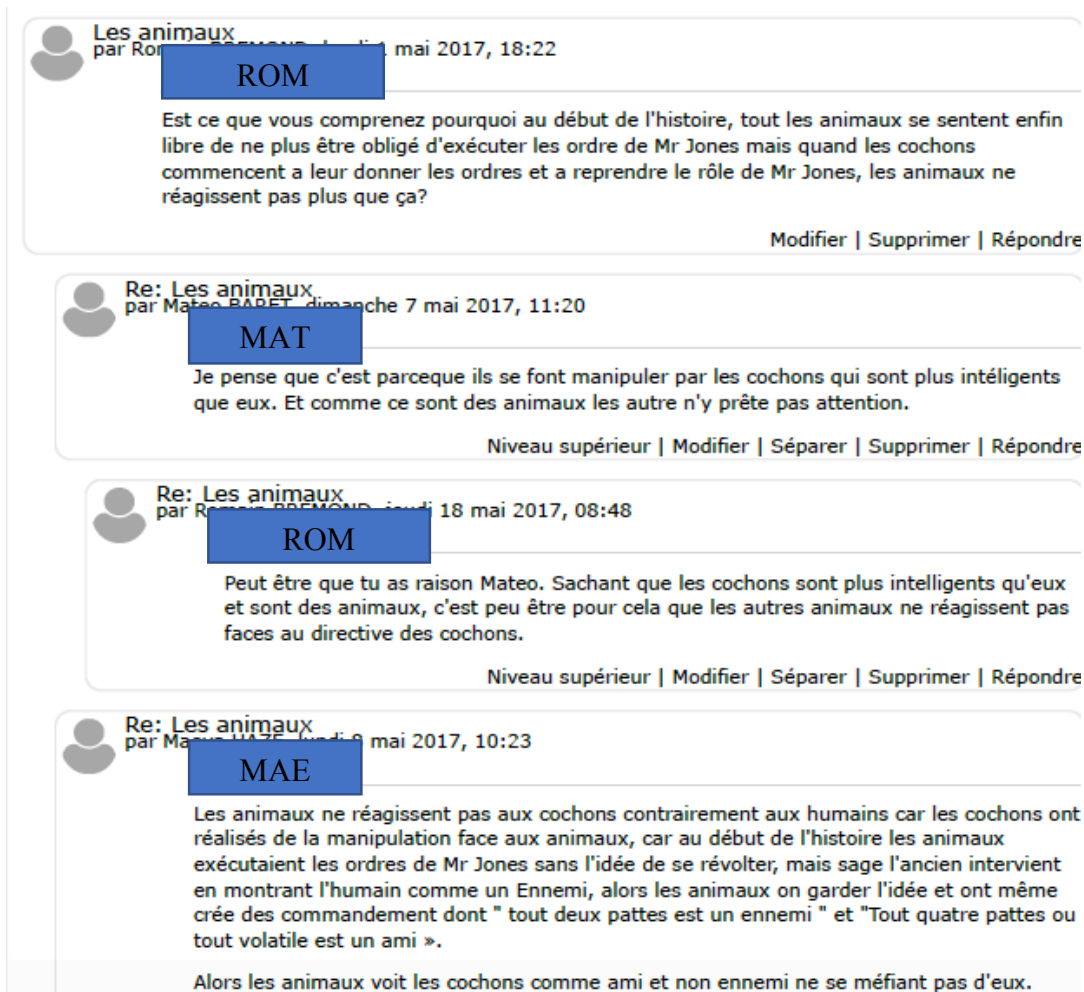 Les animaux
par Rom mai 2017, 18:22
ROM
Est ce que vous comprenez pourquoi au début de l'histoire, tout les animaux se sentent enfin
libre de ne plus être obligé d'exécuter les ordre de Mr Jones mais quand les cochons
commencent a leur donner les ordres et a reprendre le rôle de Mr Jones, les animaux ne
réagissent pas plus que ça?
Modifier | Supprimer | Répondre
Re: Les animaux
par dimanche 7 mai 2017, 11:20
MAT
Je pense que c'est parceque ils se font manipuler par les cochons qui sont plus intéligents
que eux. Et comme ce sont des animaux les autre n'y prête pas attention.
Niveau supérieur | Modifier | Séparer | Supprimer | Répondre
Re: Les animaux
par 18 mai 2017, 08:48
ROM
Peut être que tu as raison Mateo. Sachant que les cochons sont plus intelligents qu'eux
et sont des animaux, c'est peu être pour cela que les autres animaux ne réagissent pas
faces au directive des cochons.
Niveau supérieur | Modifier | Séparer | Supprimer | Répondre
Re: Les animaux
par mai 2017, 10:23
MAE
Les animaux ne réagissent pas aux cochons contrairement aux humains car les cochons ont
réalisés de la manipulation face aux animaux, car au début de l'histoire les animaux
exécutaient les ordres de Mr Jones sans l'idée de se révolter, mais sage l'ancien intervient
en montrant l'humain comme un Ennemi, alors les animaux on garder l'idée et ont même
crée des commandement dont " tout deux pattes est un ennemi " et "Tout quatre pattes ou
tout volatile est un ami ».
Alors les animaux voit les cochons comme ami et non ennemi ne se méfiant pas d'eux.